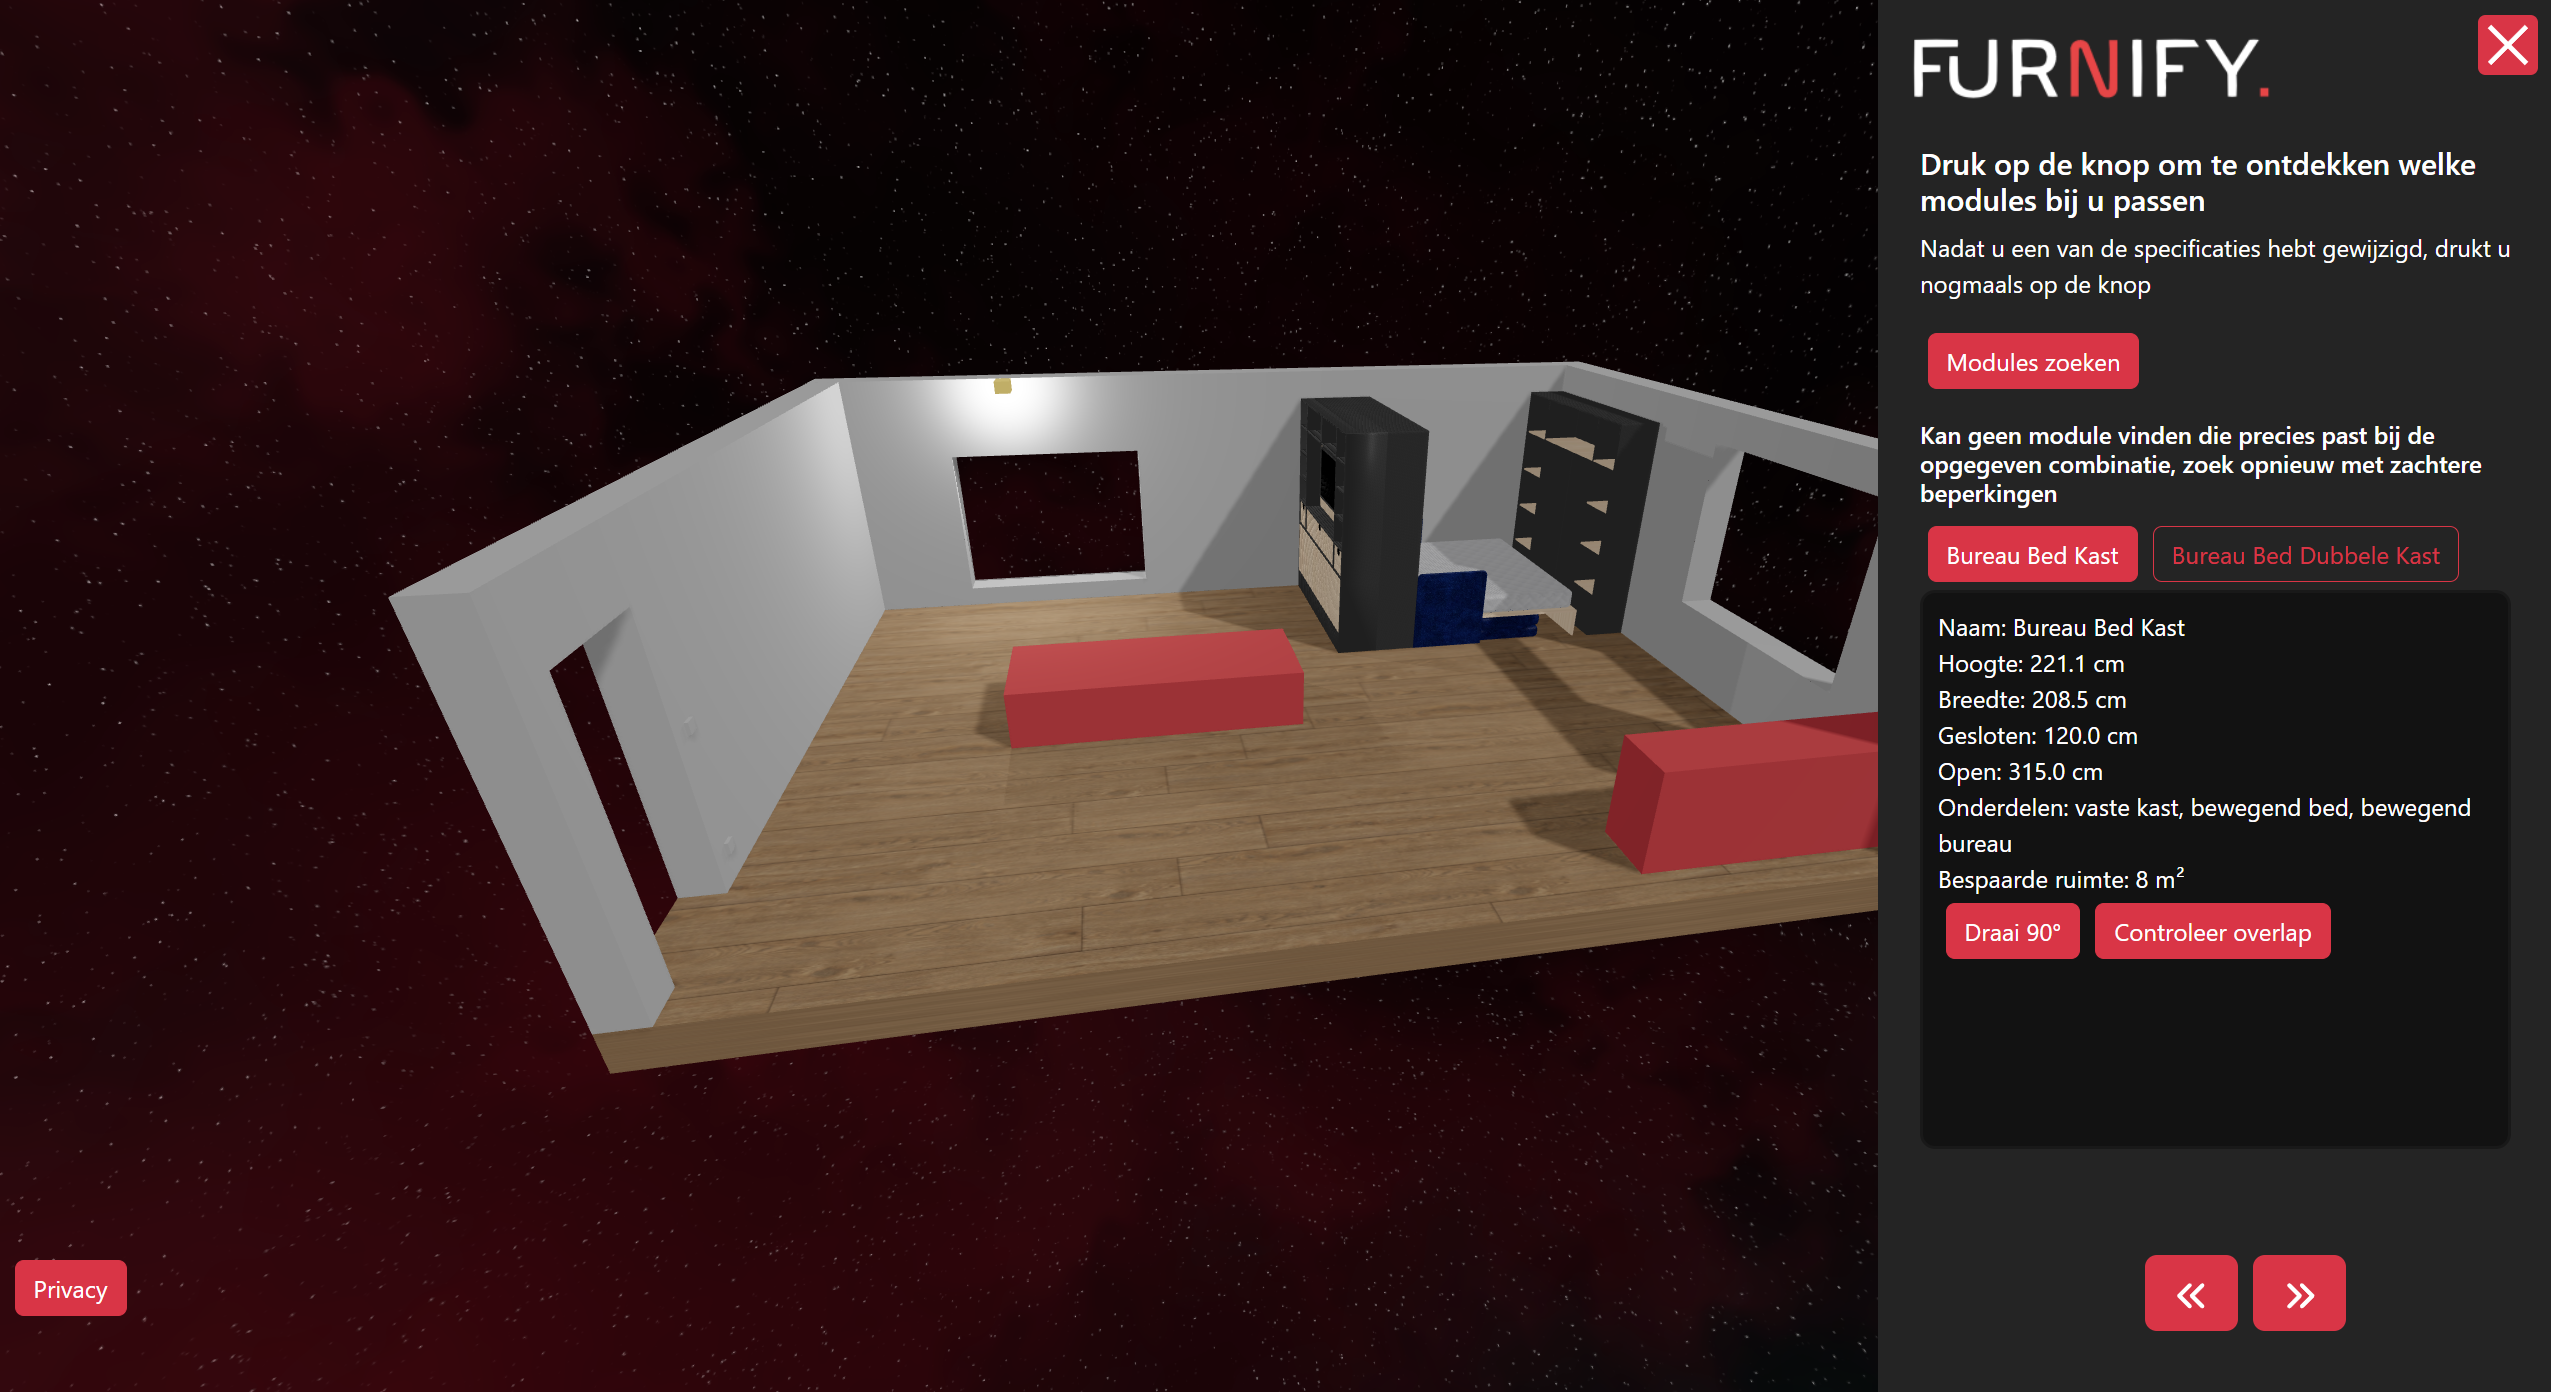 FURNIFY.
Druk op de knop om te ontdekken welke
modules bij u passen
Nadat u een van de specificaties hebt gewijzigd, drukt u
nogmaals op de knop
Modules zoeken
Kan geen module vinden die precies past bij de
opgegeven combinatie, zoek opnieuw met zachtere
beperkingen
Bureau Bed Kast
Bureau Bed Dubbele Kast
Naam: Bureau Bed Kast
Hoogte: 221.1 cm
Breedte: 208.5 cm
Gesloten: 120.0 cm
Open: 315.0 cm
Onderdelen: vaste kast, bewegend bed, bewegend
bureau
Bespaarde ruimte: 8 m²
Draai 90°
Controleer overlap
Privacy